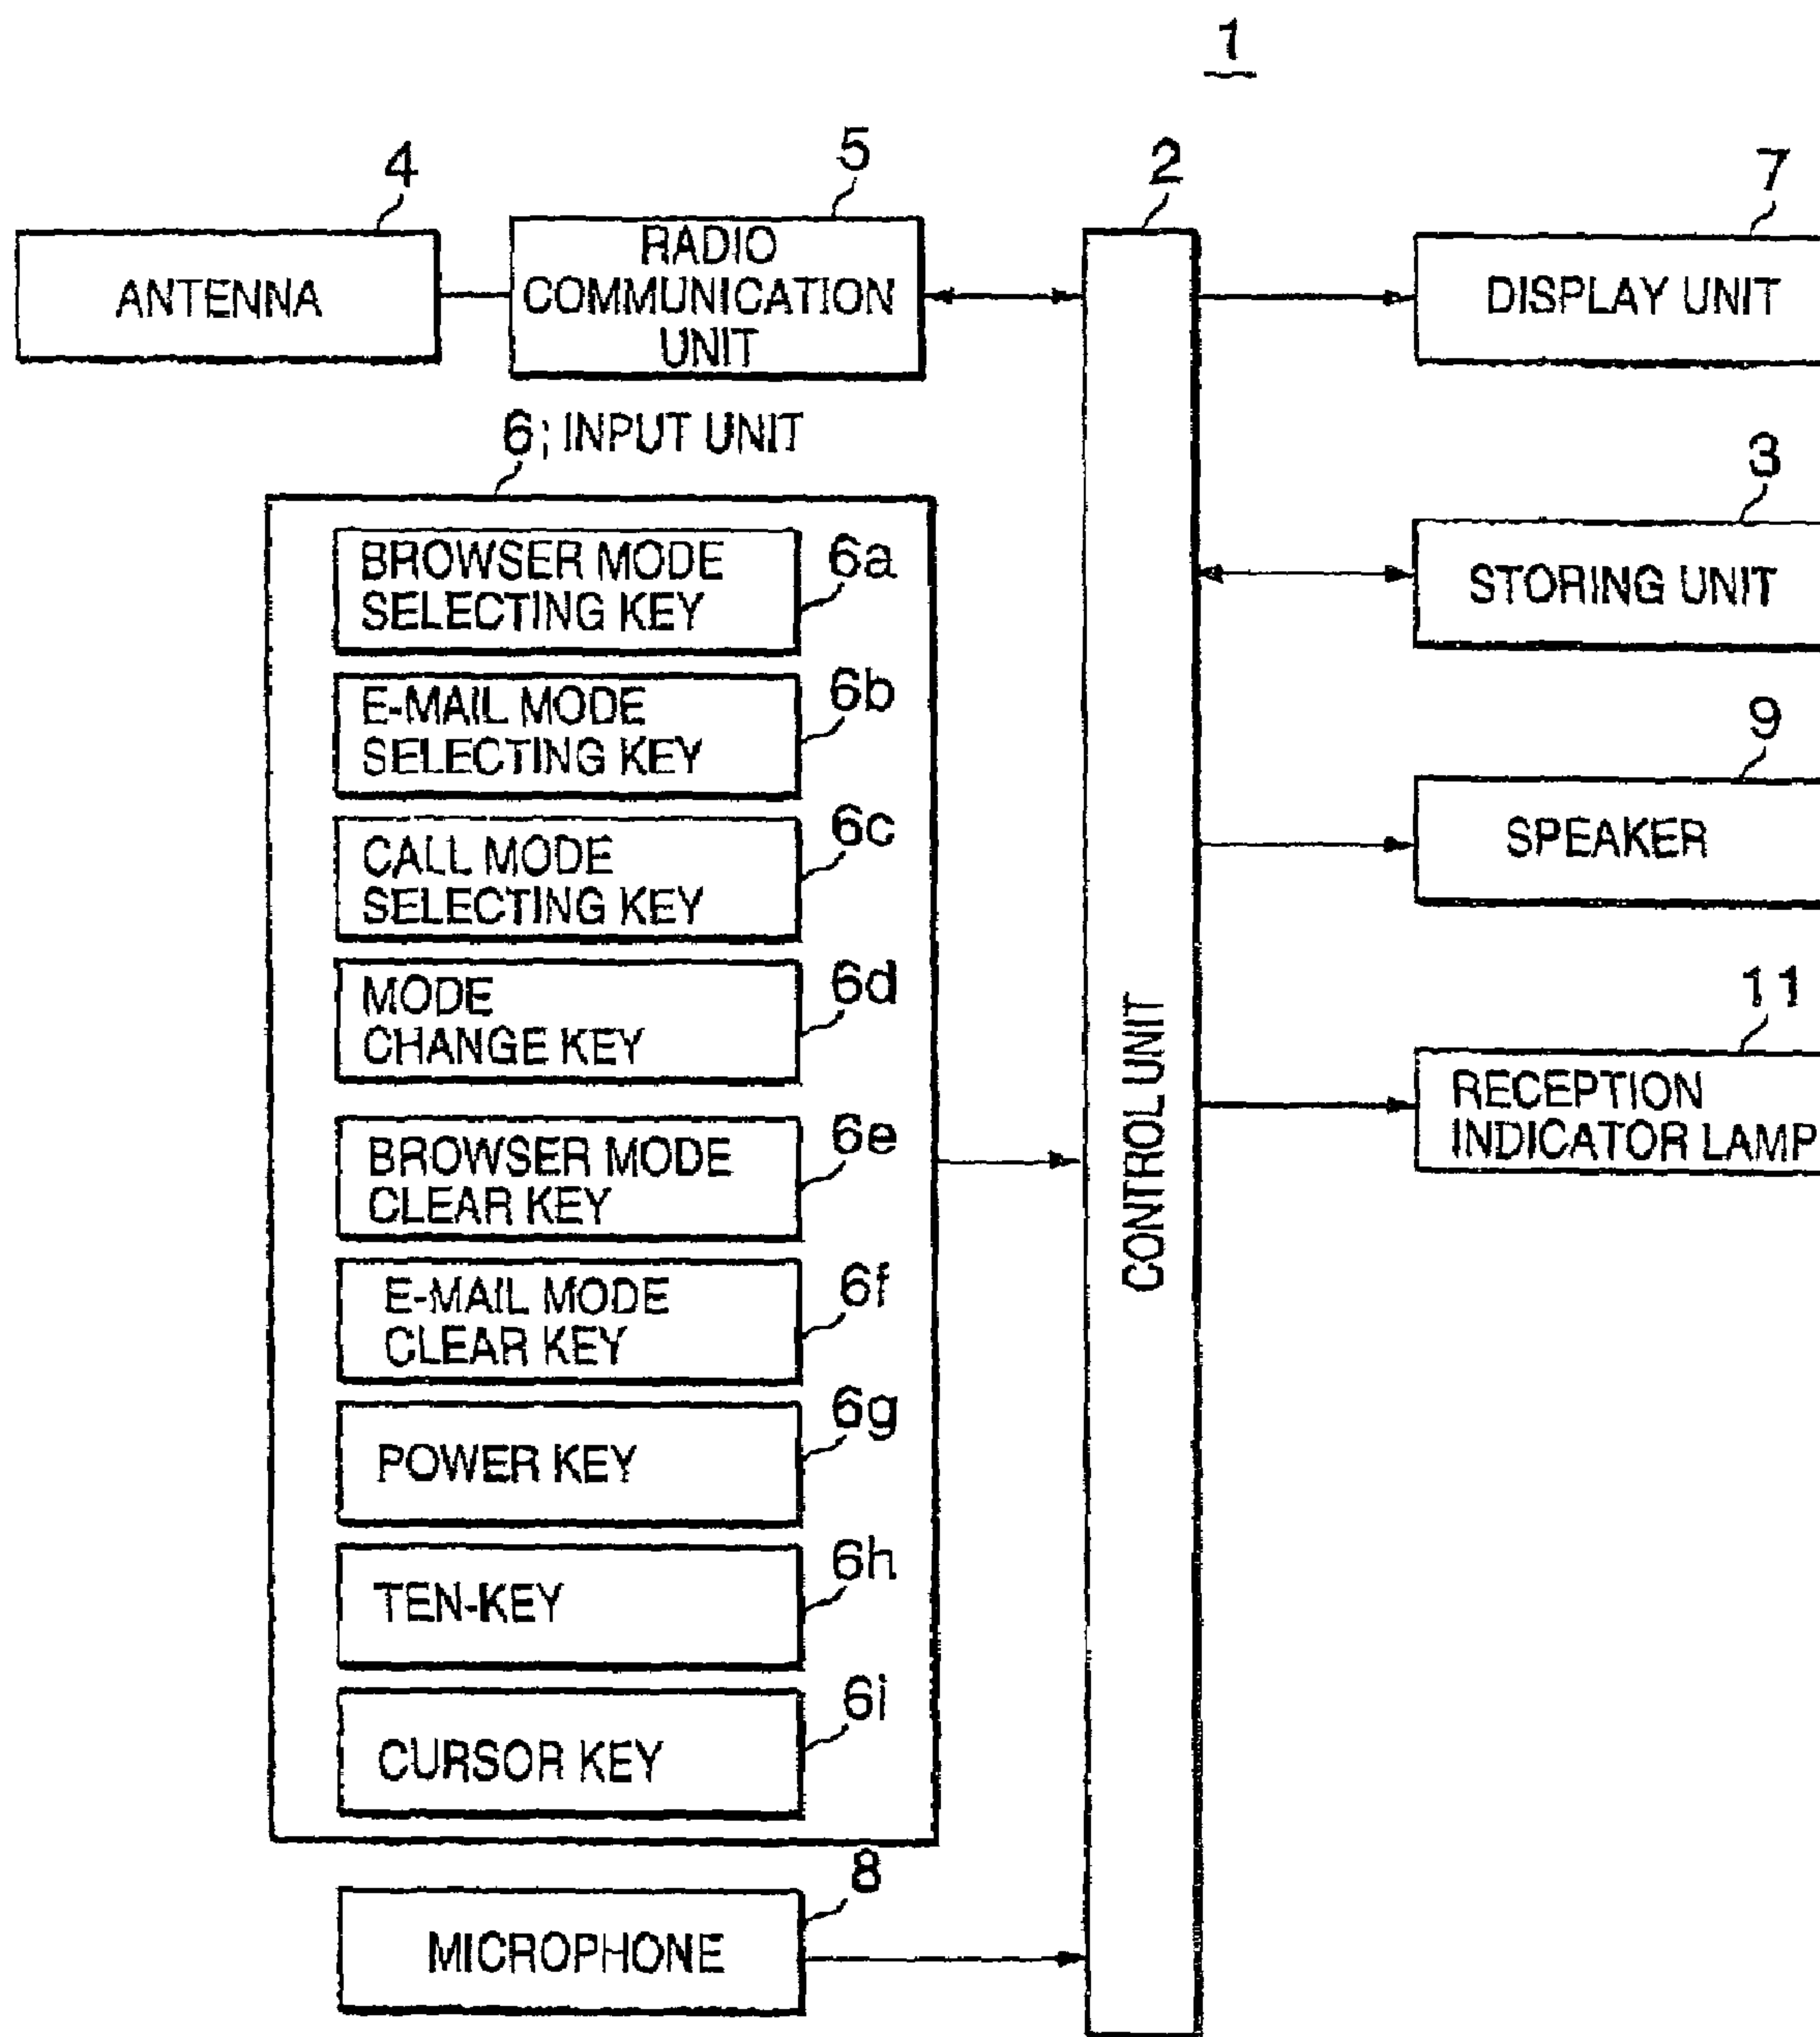 1
4
5
2
7
ANTENNA
RADIO
COMMUNICATION
UNIT
DISPLAY UNIT
6; INPUT UNIT
3
STORING UNIT
BROWSER MODE
SELECTING KEY
6a
E-MAIL MODE
SELECTING KEY
6b
9
SPEAKER
CALL MODE
SELECTING KEY
6c
MODE
CHANGE KEY
6d
11
RECEPTION
INDICATOR LAMP
CONTROL UNIT
BROWSER MODE
CLEAR KEY
6e
E-MAIL MODE
CLEAR KEY
6f
POWER KEY
6g
TEN-KEY
6h
CURSOR KEY
6i
8
MICROPHONE